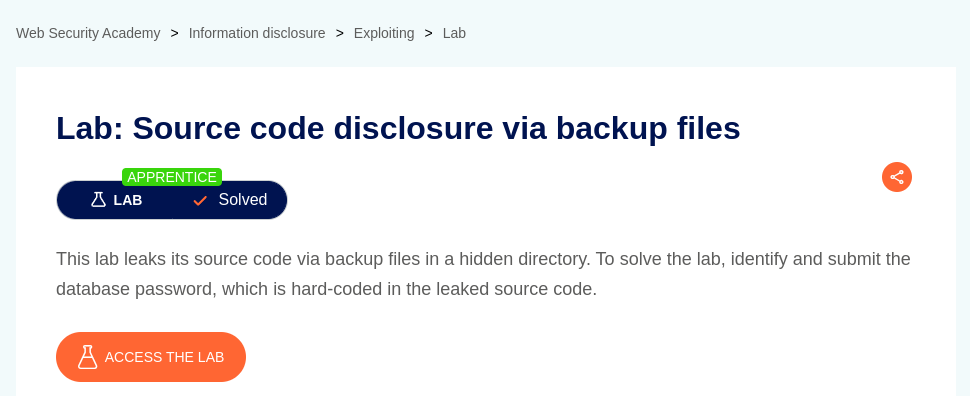 Web Security Academy > Information disclosure > Exploiting > Lab
Lab: Source code disclosure via backup files
APPRENTICE
LAB Solved
This lab leaks its source code via backup files in a hidden directory. To solve the lab, identify and submit the
database password, which is hard-coded in the leaked source code.
ACCESS THE LAB